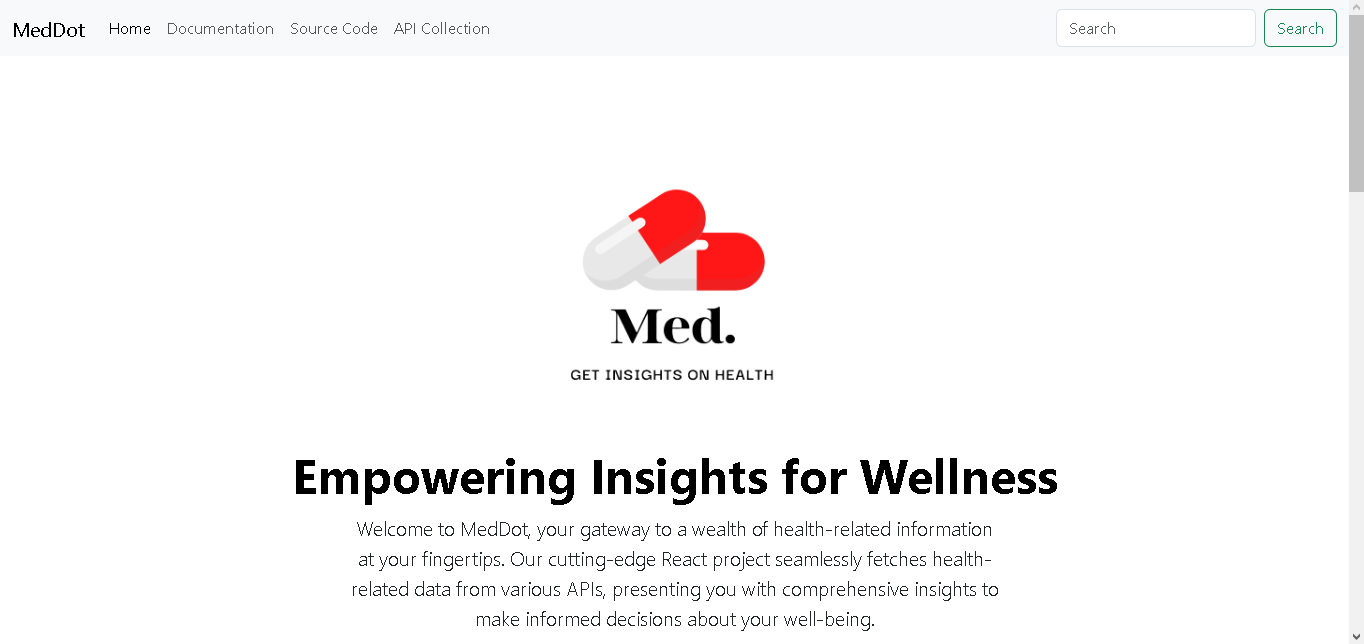 MedDot Home Documentation Source Code API Collection Search Search
Med.
GET INSIGHTS ON HEALTH
Empowering Insights for Wellness
Welcome to MedDot, your gateway to a wealth of health-related information
at your fingertips. Our cutting-edge React project seamlessly fetches health-
related data from various APIs, presenting you with comprehensive insights to
make informed decisions about your well-being.